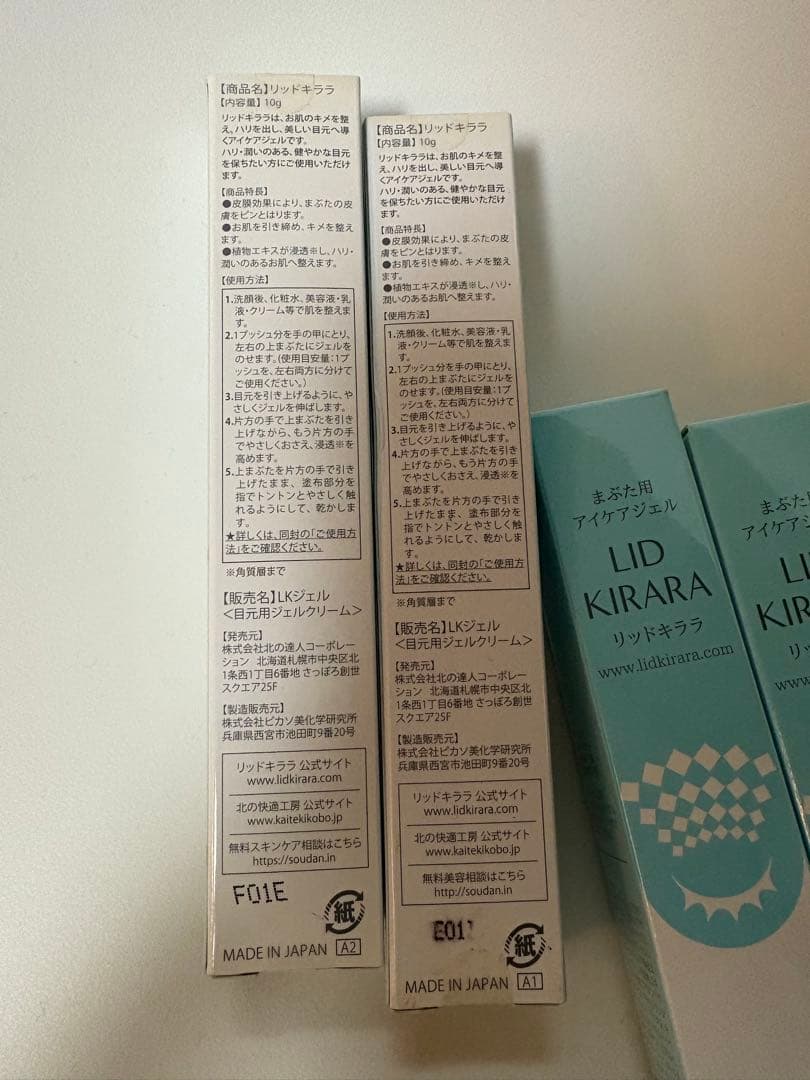 【商品名】リッドキララ
【内容量】10g
リッドキララは、お肌のキメを整
え、ハリを出し、美しい目元へ導
くアイケアジェルです。
ハリ・潤いのある、健やかな目元
を保ちたい方にご使用いただけ
ます。
【商品特長】
●皮膜効果により、まぶたの皮
膚をピンとはります。
●お肌を引き締め、キメを整え
ます。
●植物エキスが浸透※し、ハリ・
潤いのあるお肌へ整えます。
【使用方法】
1.洗顔後、化粧水、美容液・乳
液・クリーム等で肌を整えま
す。
2.1プッシュ分を手の甲にとり、
左右の上まぶたにジェルを
のせます。(使用目安量:1プ
ッシュを、左右両方に分けて
ご使用ください。)
3.目元を引き上げるように、や
さしくジェルを伸ばします。
4.片方の手で上まぶたを引き
上げながら、もう片方の手
でやさしくおさえ、浸透※を
高めます。
5.上まぶたを片方の手で引き
上げたまま、塗布部分を
指でトントンとやさしく触
れるようにして、乾かしま
す。
★詳しくは、同封の「ご使用方
法」をご確認ください。
※角質層まで
【販売名】LKジェル
<目元用ジェルクリーム>
【発売元】
株式会社北の達人コーポレー
ション 北海道札幌市中央区北
1条西1丁目6番地 さっぽろ創世
スクエア25F
【製造販売元】
株式会社ピカソ美化学研究所
兵庫県西宮市池田町9番20号
リッドキララ 公式サイト
www.lidkirara.com
北の快適工房 公式サイト
www.kaitekikobo.jp
無料スキンケア相談はこちら
https://soudan.in
F01E
紙
MADE IN JAPAN A2
【商品名】リッドキララ
【内容量】10g
リッドキララは、お肌のキメを整
え、ハリを出し、美しい目元へ導
くアイケアジェルです。
ハリ・潤いのある、健やかな目元
を保ちたい方にご使用いただけ
ます。
【商品特長】
●皮膜効果により、まぶたの皮
膚をピンとはります。
●お肌を引き締め、キメを整え
ます。
●植物エキスが浸透※し、ハリ・
潤いのあるお肌へ整えます。
【使用方法】
1.洗顔後、化粧水、美容液・乳
液・クリーム等で肌を整えま
す。
2.1プッシュ分を手の甲にとり、
左右の上まぶたにジェルを
のせます。(使用目安量:1プ
ッシュを、左右両方に分けて
ご使用ください。)
3.目元を引き上げるように、や
さしくジェルを伸ばします。
4.片方の手で上まぶたを引き
上げながら、もう片方の手
でやさしくおさえ、浸透※を
高めます。
5.上まぶたを片方の手で引き
上げたまま、塗布部分を
指でトントンとやさしく触
れるようにして、乾かしま
す。
★詳しくは、同封の「ご使用方
法」をご確認ください。
※角質層まで
【販売名】LKジェル
<目元用ジェルクリーム>
【発売元】
株式会社北の達人コーポレー
ション 北海道札幌市中央区北
1条西1丁目6番地 さっぽろ創世
スクエア25F
【製造販売元】
株式会社ピカソ美化学研究所
兵庫県西宮市池田町9番20号
リッドキララ 公式サイト
www.lidkirara.com
北の快適工房 公式サイト
www.kaitekikobo.jp
無料美容相談はこちら
http://soudan.in
紙
MADE IN JAPAN A1
まぶた用
アイケアジェル
LID
KIRARA
リッドキララ
www.lidkirara.com
まぶた用
アイケアジェ
LI
KIRA
リッド
www